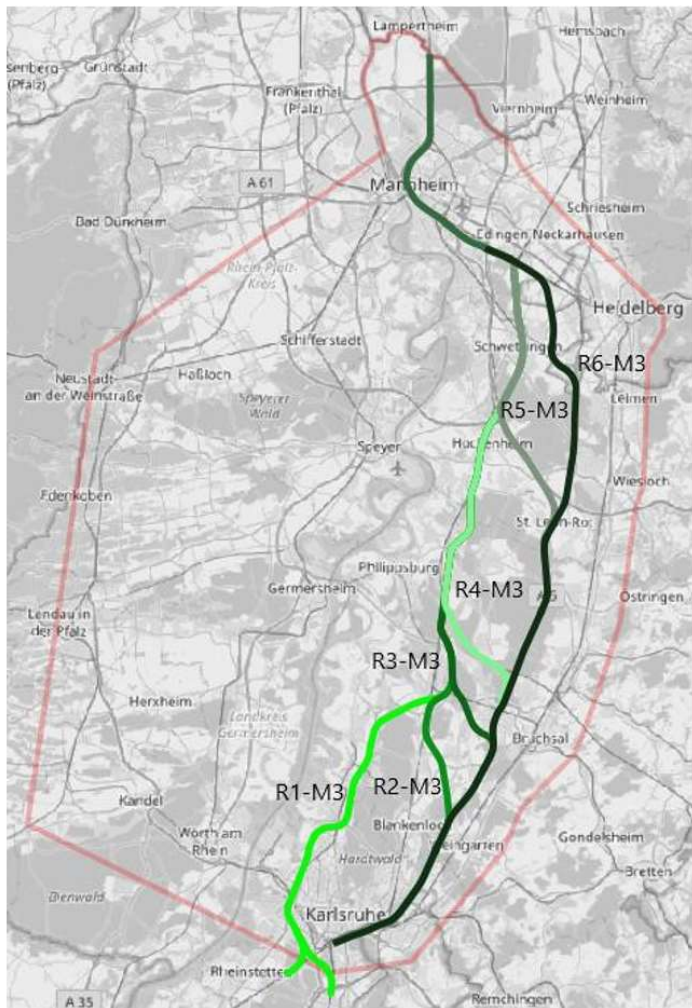 Lampertheim
Hemsbach
Grünstadt
(Pfalz)
Frankenthal
(Pfalz)
Viernheim
Weinheim
A 61
Mannheim
Schriesheim
Bad Dürkheim
Edingen-Neckarhausen
Rhein-Pfalz-
Kreis
Heidelberg
Schifferstadt
Schwetzingen
R6-M3
Haßloch
Neustadt
an der Weinstraße
Speyerer
Wald
R5-M3
Leimen
Hockenheim
Speyer
Wiesloch
Edenkoben
St. Leon-Rot
Philippsburg
Germersheim
R4-M3
A 5
Östringen
Landau in
der Pfalz
R3-M3
Herxheim
Landkreis
Germersheim
Bruchsal
R1-M3
R2-M3
Kandel
Wörth am
Rhein
Blankenloch
Weingarten
Gondelsheim
Hardtwald
Bretten
Bienwald
Karlsruhe
Rheinstetten
Remchingen
A 35